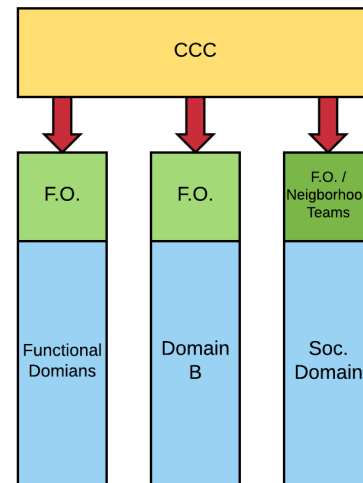 CCC
F.O.
F.O.
F.O. /
Neigborhoo
Teams
Functional
Domians
Domain
B
Soc.
Domain